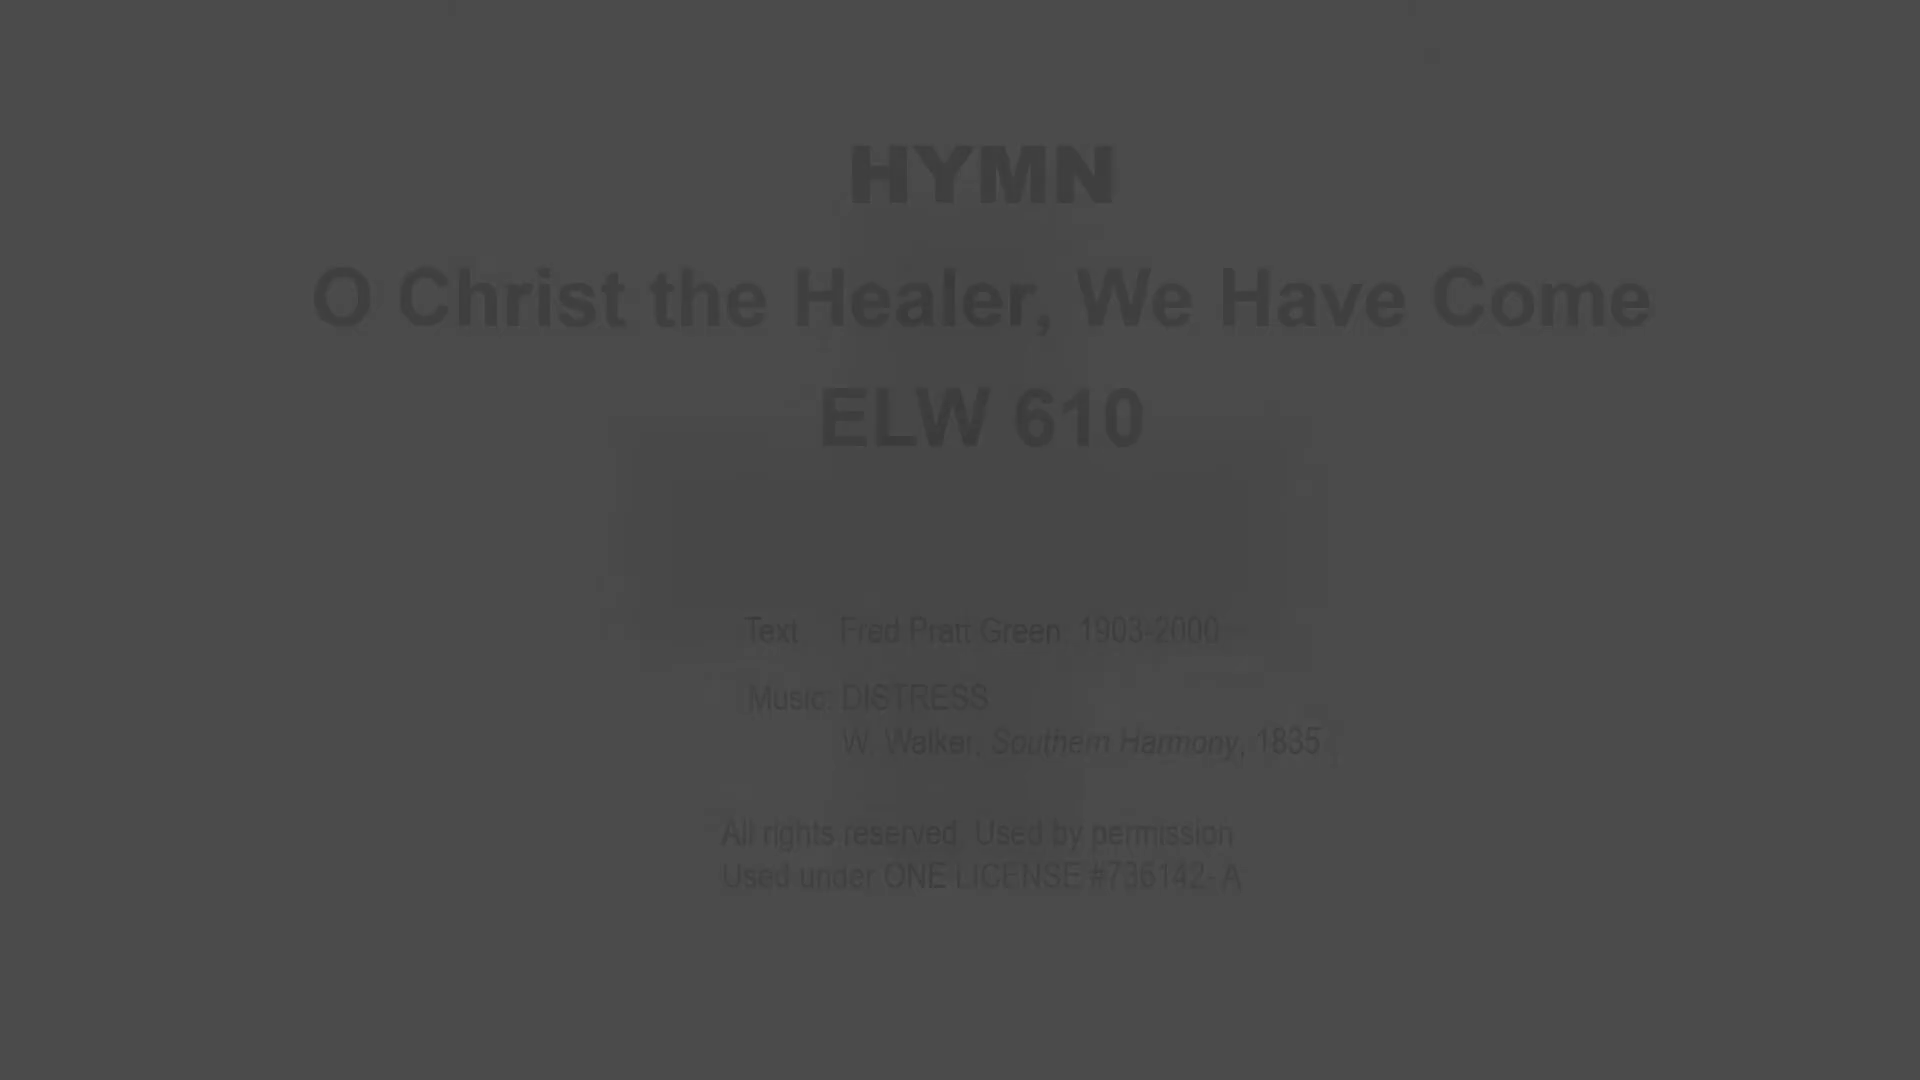 HYMN
O Christ the Healer, We Have Come
ELW 610
Text: Fred Pratt Green, 1903-2000
Music: DISTRESS
W. Walker, Southern Harmony, 1835
All rights reserved. Used by permission
Used under ONE LICENSE #736142- A